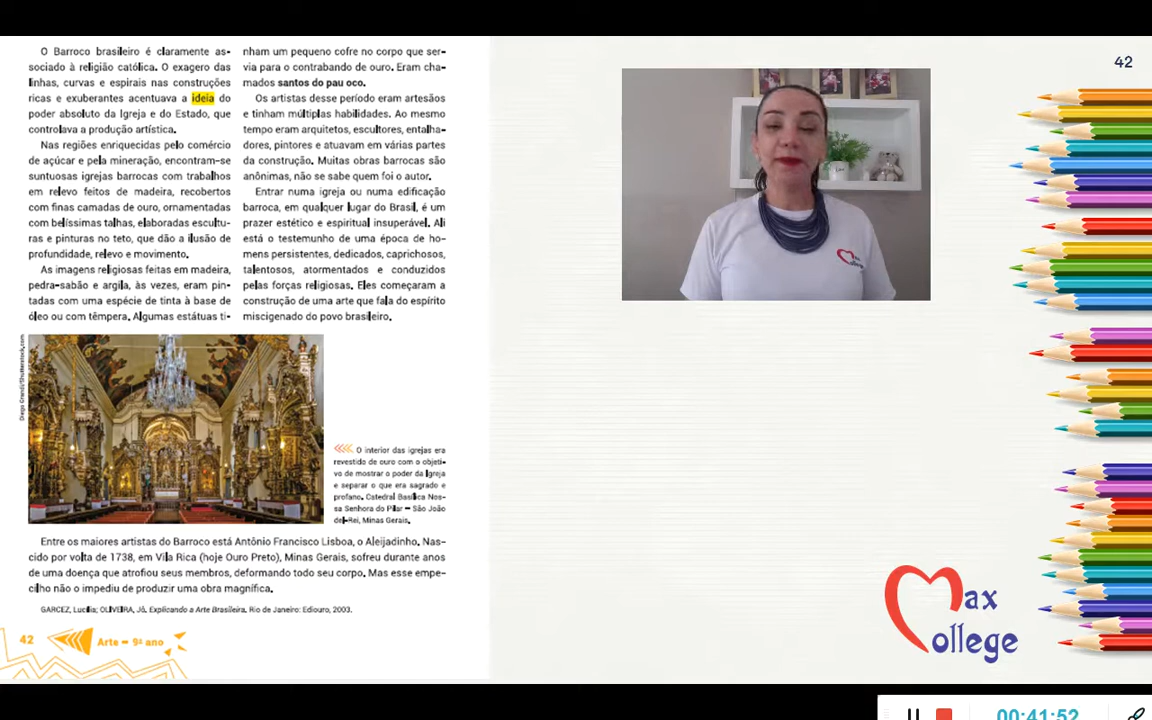 O Barroco brasileiro é claramente as-
sociado à religião católica. O exagero das
linhas, curvas e espirais nas construções
ricas e exuberantes acentuava a ideia do
poder absoluto da Igreja e do Estado, que
controlava a produção artística.
Nas regiões enriquecidas pelo comércio
de açúcar e pela mineração, encontram-se
suntuosas igrejas barrocas com trabalhos
em relevo feitos de madeira, recobertos
com finas camadas de ouro, ornamentadas
com belíssimas talhas, elaboradas escultu-
ras e pinturas no teto, que dão a ilusão de
profundidade, relevo e movimento.
As imagens religiosas feitas em madeira,
pedra-sabão e argila, às vezes, eram pin-
tadas com uma espécie de tinta à base de
óleo ou com têmpera. Algumas estátuas ti-
nham um pequeno cofre no corpo que ser-
via para o contrabando de ouro. Eram cha-
mados santos do pau oco.
Os artistas desse período eram artesãos
e tinham múltiplas habilidades. Ao mesmo
tempo eram arquitetos, escultores, entalha-
dores, pintores e atuavam em várias partes
da construção. Muitas obras barrocas são
anônimas, não se sabe quem foi o autor.
Entrar numa igreja ou numa edificação
barroca, em qualquer lugar do Brasil, é um
prazer estético e espiritual insuperável. Ali
está o testemunho de uma época de ho-
mens persistentes, dedicados, caprichosos,
talentosos, atormentados e conduzidos
pelas forças religiosas. Eles começaram a
construção de uma arte que fala do espírito
miscigenado do povo brasileiro.
Diego Grandi/Shutterstock.com
O interior das igrejas era
revestido de ouro com o objeti-
vo de mostrar o poder da Igreja
e separar o que era sagrado e
profano. Cstedral Basílica Nos-
sa Senhora do Pilar – São João
del-Rei, Minas Gerais.
Entre os maiores artistas do Barroco está Antônio Francisco Lisboa, o Aleijadinho. Nas-
cido por volta de 1738, em Vila Rica (hoje Ouro Preto), Minas Gerais, sofreu durante anos
de uma doença que atrofiou seus membros, deformando todo seu corpo. Mas esse empe-
cilho não o impediu de produzir uma obra magnífica.
GARCEZ, Lucília; OLIVEIRA, Jô. Explicando a Arte Brasileira. Rio de Janeiro: Ediouro, 2003.
42
Arte – 9º ano
42
Max
College
Max
College
00:41:52